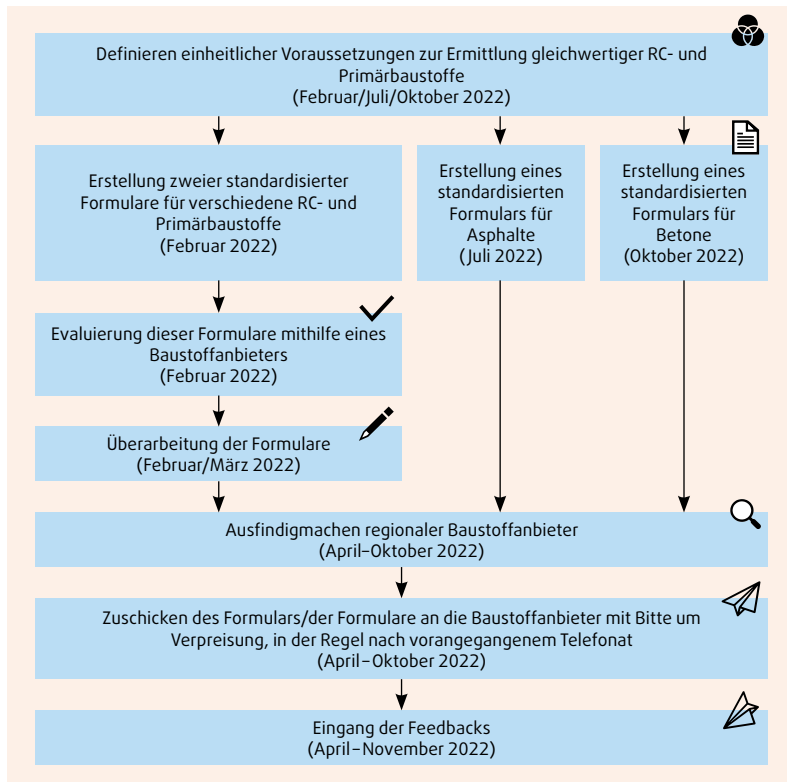 Definieren einheitlicher Voraussetzungen zur Ermittlung gleichwertiger RC- und
Primärbaustoffe
(Februar/Juli/Oktober 2022)
Erstellung zweier standardisierter
Formulare für verschiedene RC- und
Primärbaustoffe
(Februar 2022)
Erstellung eines
standardisierten
Formulars für
Asphalte
(Juli 2022)
Erstellung eines
standardisierten
Formulars für
Betone
(Oktober 2022)
Evaluierung dieser Formulare mithilfe eines
Baustoffanbieters
(Februar 2022)
Überarbeitung der Formulare
(Februar/März 2022)
Ausfindigmachen regionaler Baustoffanbieter
(April–Oktober 2022)
Zuschicken des Formulars/der Formulare an die Baustoffanbieter mit Bitte um
Verpreisung, in der Regel nach vorangegangenem Telefonat
(April–Oktober 2022)
Eingang der Feedbacks
(April–November 2022)